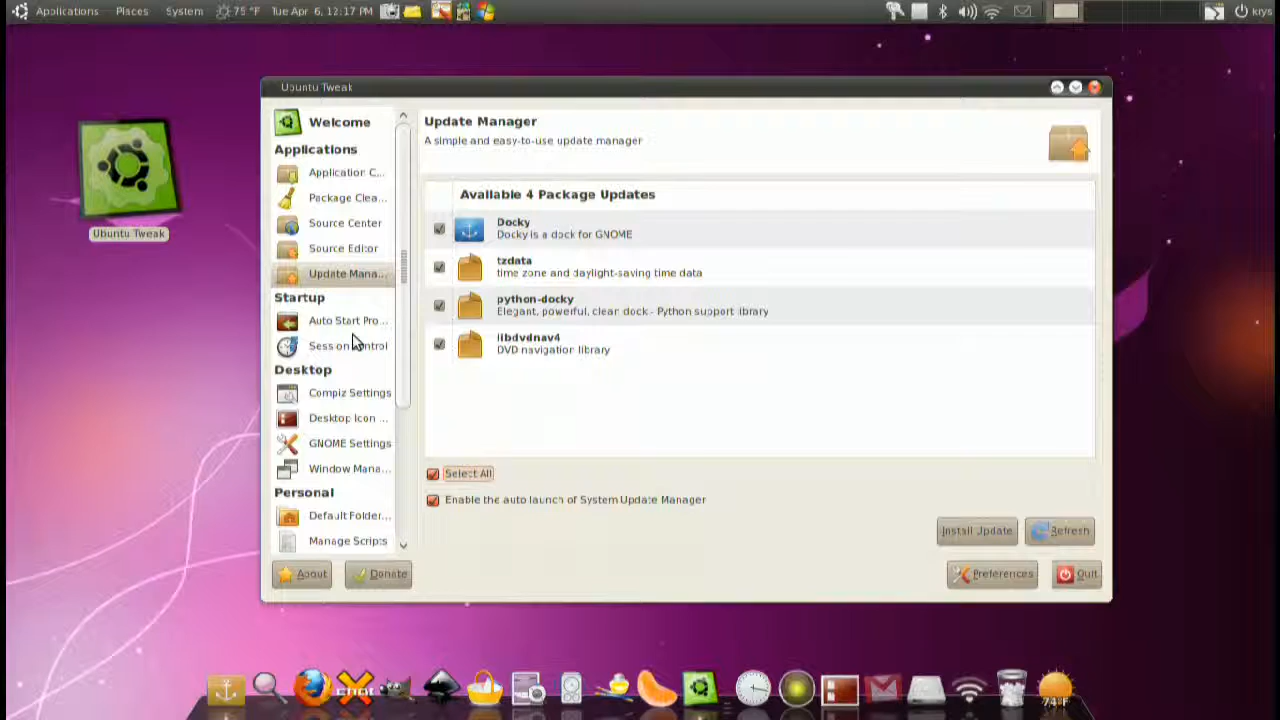 Applications Places System 75 °F Tue Apr 6, 12:17 PM krys
Ubuntu Tweak
Ubuntu Tweak
Welcome
Applications
Application C...
Package Clea...
Source Center
Source Editor
Update Mana...
Startup
Auto Start Pro...
Session Control
Desktop
Compiz Settings
Desktop Icon ...
GNOME Settings
Window Mana...
Personal
Default Folder...
Manage Scripts
About Donate
Update Manager
A simple and easy-to-use update manager
Available 4 Package Updates
Docky
Docky is a dock for GNOME
tzdata
time zone and daylight-saving time data
python-docky
Elegant, powerful, clean dock - Python support library
libdvdnav4
DVD navigation library
Select All
Enable the auto launch of System Update Manager
Install Update Refresh
Preferences Quit
74°F